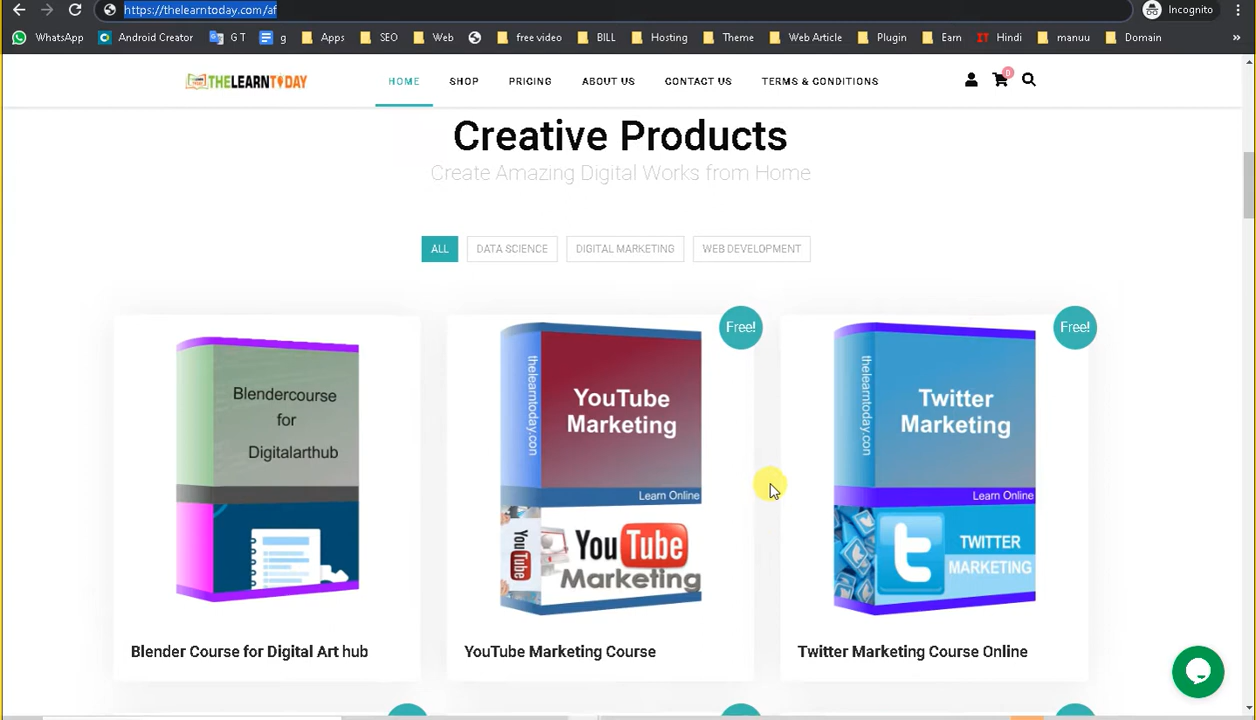 https://thelearntoday.com/af
Incognito
WhatsApp
Android Creator
G T
g
Apps
SEO
Web
free video
BILL
Hosting
Theme
Web Article
Plugin
Earn
Hindi
manuu
Domain
»
THELEARNTODAY
HOME
SHOP
PRICING
ABOUT US
CONTACT US
TERMS & CONDITIONS
0
Creative Products
Create Amazing Digital Works from Home
ALL
DATA SCIENCE
DIGITAL MARKETING
WEB DEVELOPMENT
Blendercourse
for
Digitalarthub
Blender Course for Digital Art hub
Free!
thelearntoday.con
YouTube
Marketing
Learn Online
YouTube
YouTube
Marketing
YouTube Marketing Course
Free!
thelearntoday.con
Twitter
Marketing
Learn Online
TWITTER
MARKETING
Twitter Marketing Course Online